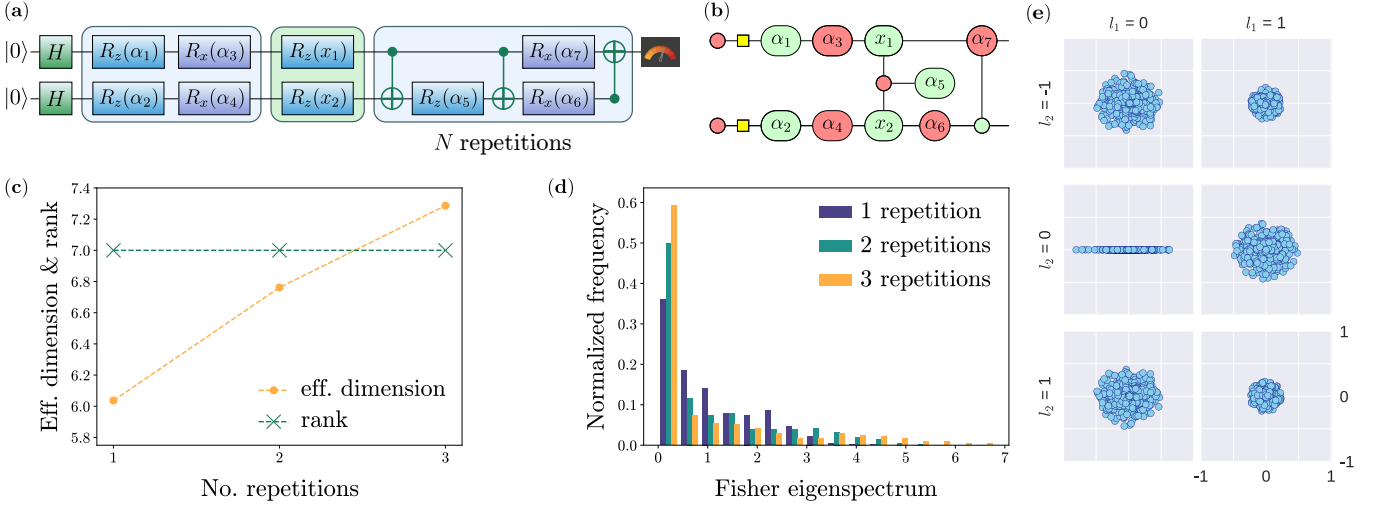 (a)
|0⟩ H R_z(α_1) R_x(α_3) R_z(x_1) R_x(α_7)
|0⟩ H R_z(α_2) R_x(α_4) R_z(x_2) R_z(α_5) R_x(α_6)
N repetitions
(b)
α_1 α_3 x_1 α_7
α_5
α_2 α_4 x_2 α_6
(c)
Eff. dimension & rank
7.4
7.2
7.0
6.8
6.6
6.4
6.2
6.0
5.8
eff. dimension
rank
1 2 3
No. repetitions
(d)
Normalized frequency
0.6
0.5
0.4
0.3
0.2
0.1
0.0
1 repetition
2 repetitions
3 repetitions
0 1 2 3 4 5 6 7
Fisher eigenspectrum
(e)
l_1 = 0 l_1 = 1
l_2 = -1
l_2 = 0
l_2 = 1
1
0
-1
-1 0 1